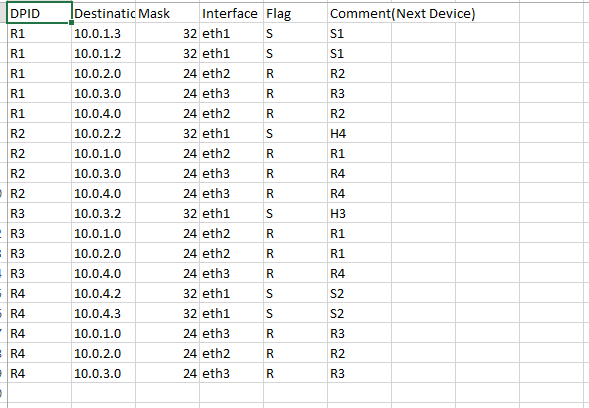 DPID Destinatic Mask Interface Flag Comment(Next Device)
R1 10.0.1.3 32 eth1 S S1
R1 10.0.1.2 32 eth1 S S1
R1 10.0.2.0 24 eth2 R R2
R1 10.0.3.0 24 eth3 R R3
R1 10.0.4.0 24 eth2 R R2
R2 10.0.2.2 32 eth1 S H4
R2 10.0.1.0 24 eth2 R R1
R2 10.0.3.0 24 eth3 R R4
R2 10.0.4.0 24 eth3 R R4
R3 10.0.3.2 32 eth1 S H3
R3 10.0.1.0 24 eth2 R R1
R3 10.0.2.0 24 eth2 R R1
R3 10.0.4.0 24 eth3 R R4
R4 10.0.4.2 32 eth1 S S2
R4 10.0.4.3 32 eth1 S S2
R4 10.0.1.0 24 eth3 R R3
R4 10.0.2.0 24 eth2 R R2
R4 10.0.3.0 24 eth3 R R3